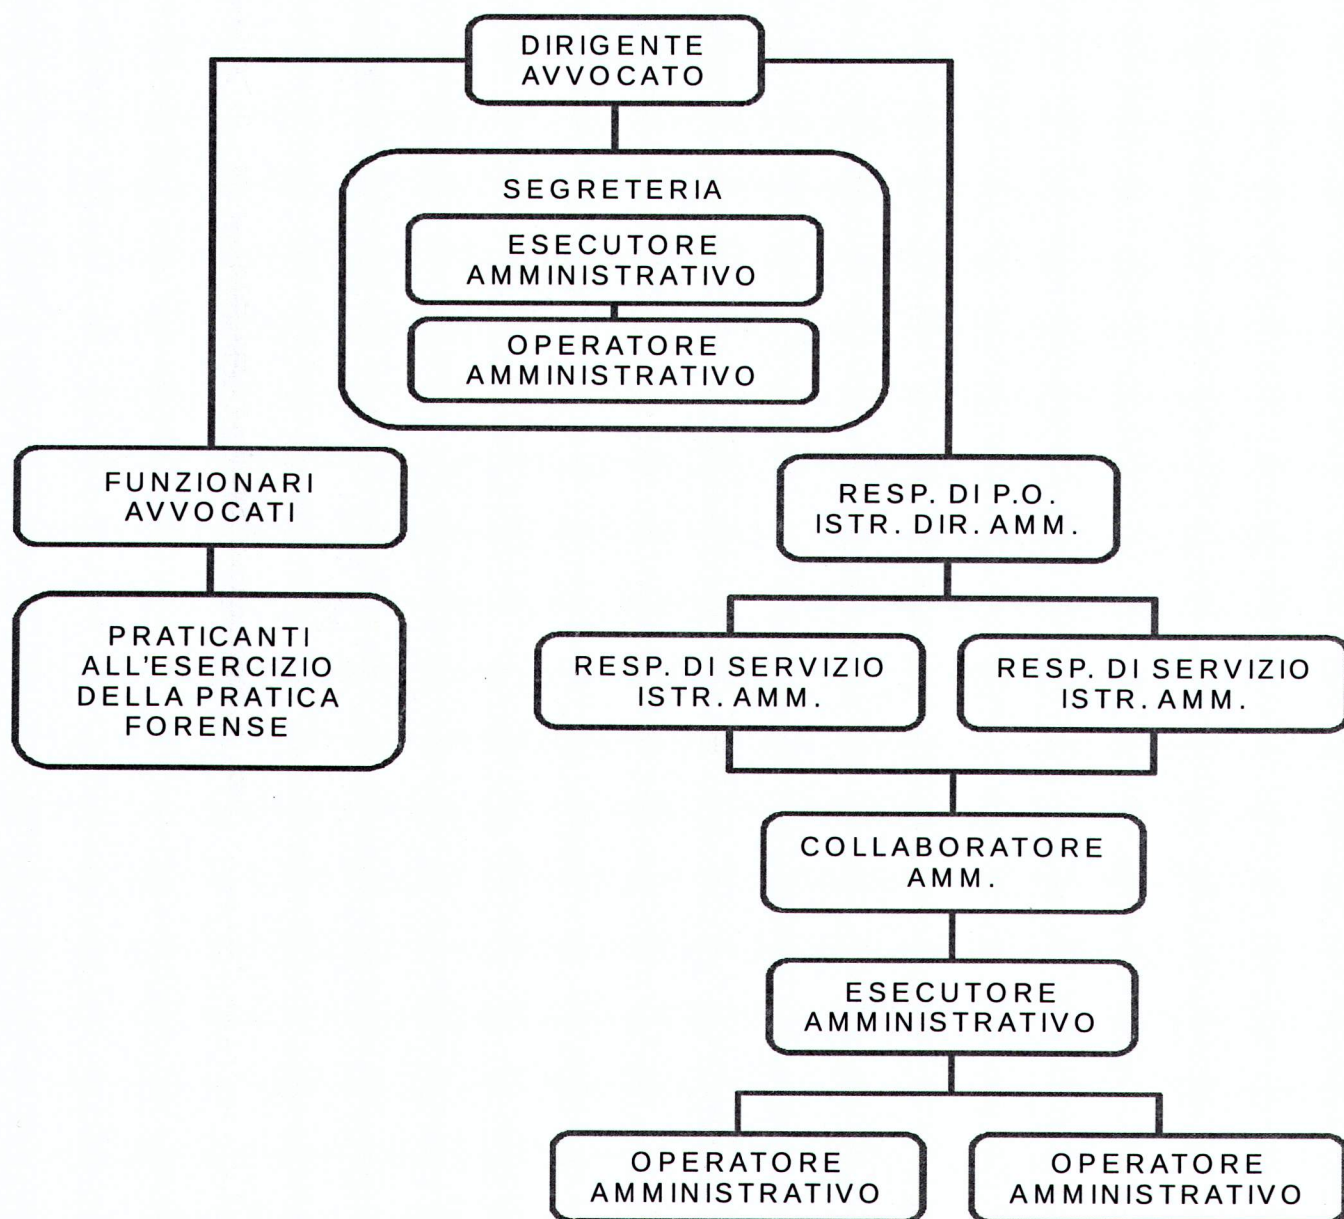 DIRIGENTE
AVVOCATO
SEGRETERIA
ESECUTORE
AMMINISTRATIVO
OPERATORE
AMMINISTRATIVO
FUNZIONARI
AVVOCATI
PRATICANTI
ALL'ESERCIZIO
DELLA PRATICA
FORENSE
RESP. DI P.O.
ISTR. DIR. AMM.
RESP. DI SERVIZIO
ISTR. AMM.
RESP. DI SERVIZIO
ISTR. AMM.
COLLABORATORE
AMM.
ESECUTORE
AMMINISTRATIVO
OPERATORE
AMMINISTRATIVO
OPERATORE
AMMINISTRATIVO